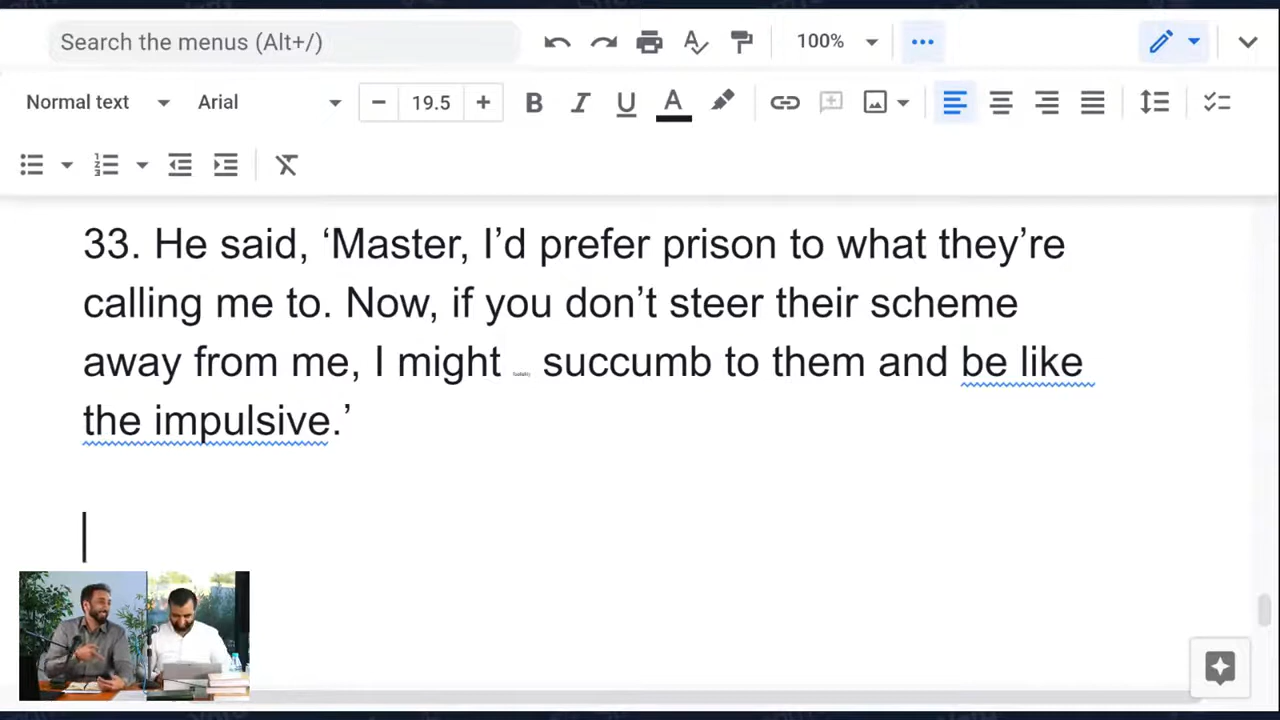 Search the menus (Alt+/)
100%
Normal text
Arial
19.5
33. He said, ‘Master, I’d prefer prison to what they’re
calling me to. Now, if you don’t steer their scheme
away from me, I might succumb to them and be like
the impulsive.’